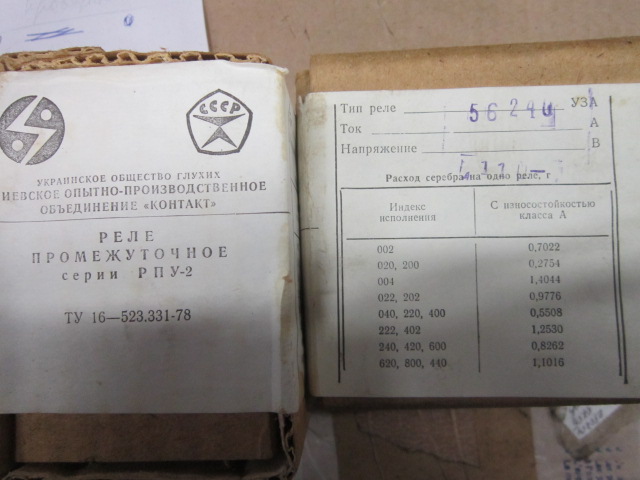 СССР
УКРАИНСКОЕ ОБЩЕСТВО ГЛУХИХ
ИЕВСКОЕ ОПЫТНО-ПРОИЗВОДСТВЕННОЕ
ОБЪЕДИНЕНИЕ «КОНТАКТ»
РЕЛЕ
ПРОМЕЖУТОЧНОЕ
серии РПУ-2
ТУ 16—523.331-78
Тип реле 56240 УЗА
Ток А
Напряжение В
Расход серебра на одно реле, г
Индекс исполнения С износостойкостью класса А
002 0,7022
020, 200 0,2754
004 1,4044
022, 202 0,9776
040, 220, 400 0,5508
222, 402 1,2530
240, 420, 600 0,8262
620, 800, 440 1,1016